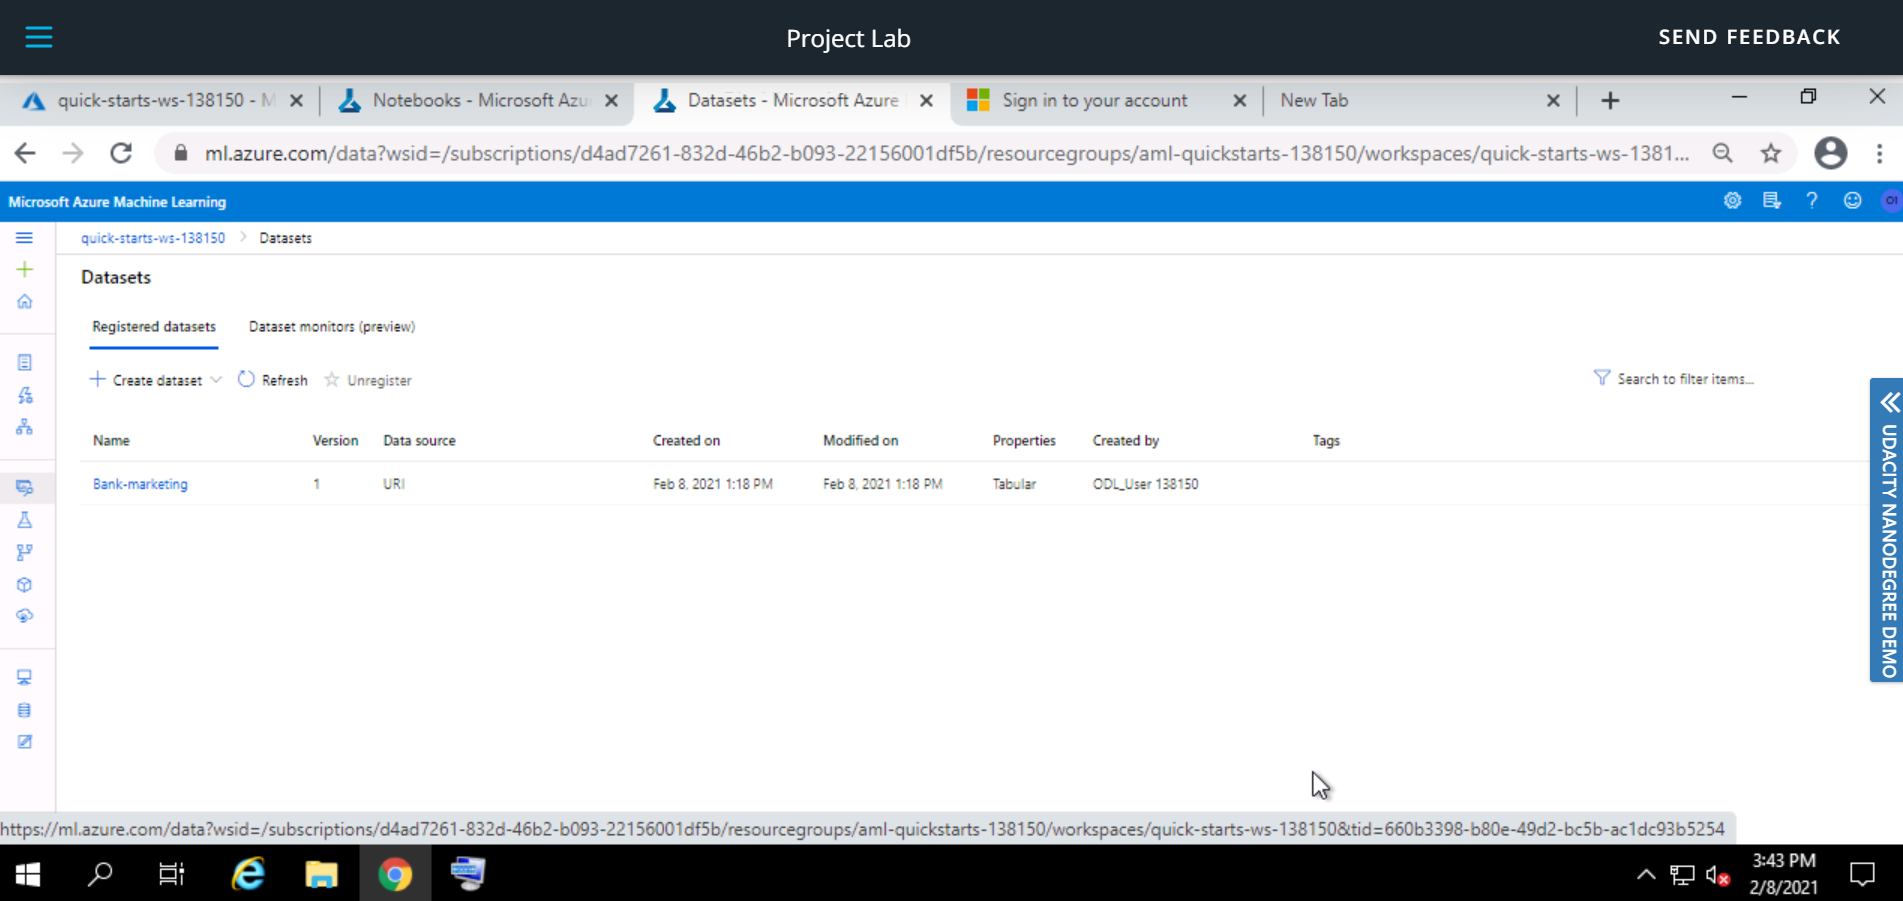 Project Lab
SEND FEEDBACK
quick-starts-ws-138150 - M
Notebooks - Microsoft Azu
Datasets - Microsoft Azure
Sign in to your account
New Tab
ml.azure.com/data?wsid=/subscriptions/d4ad7261-832d-46b2-b093-22156001df5b/resourcegroups/aml-quickstarts-138150/workspaces/quick-starts-ws-1381...
Microsoft Azure Machine Learning
?
OI
quick-starts-ws-138150 > Datasets
Datasets
Registered datasets
Dataset monitors (preview)
Create dataset
Refresh
Unregister
Search to filter items...
Name Version Data source Created on Modified on Properties Created by Tags
Bank-marketing 1 URI Feb 8, 2021 1:18 PM Feb 8, 2021 1:18 PM Tabular ODL_User 138150
UDACITY NANODEGREE DEMO
https://ml.azure.com/data?wsid=/subscriptions/d4ad7261-832d-46b2-b093-22156001df5b/resourcegroups/aml-quickstarts-138150/workspaces/quick-starts-ws-138150&tid=660b3398-b80e-49d2-bc5b-ac1dc93b5254
3:43 PM
2/8/2021